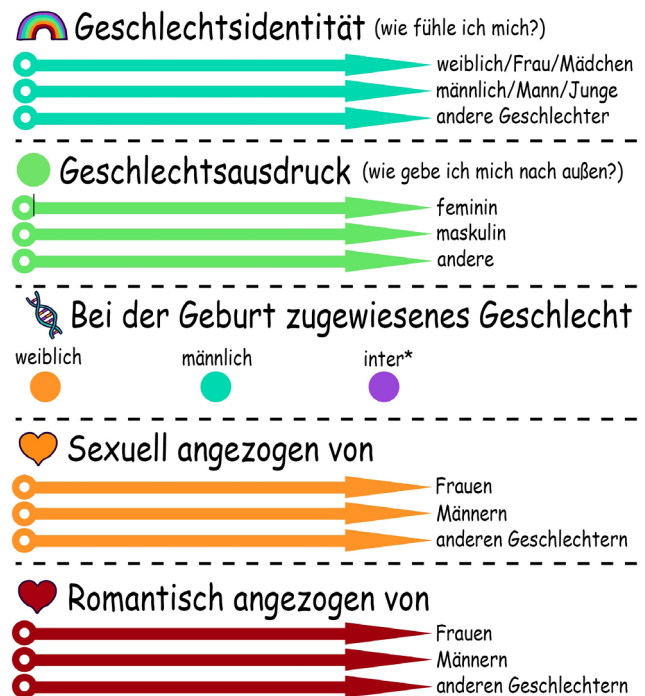 Geschlechtsidentität (wie fühle ich mich?)
weiblich/Frau/Mädchen
männlich/Mann/Junge
andere Geschlechter
Geschlechtsausdruck (wie gebe ich mich nach außen?)
feminin
maskulin
andere
Bei der Geburt zugewiesenes Geschlecht
weiblich männlich inter*
Sexuell angezogen von
Frauen
Männern
anderen Geschlechtern
Romantisch angezogen von
Frauen
Männern
anderen Geschlechtern